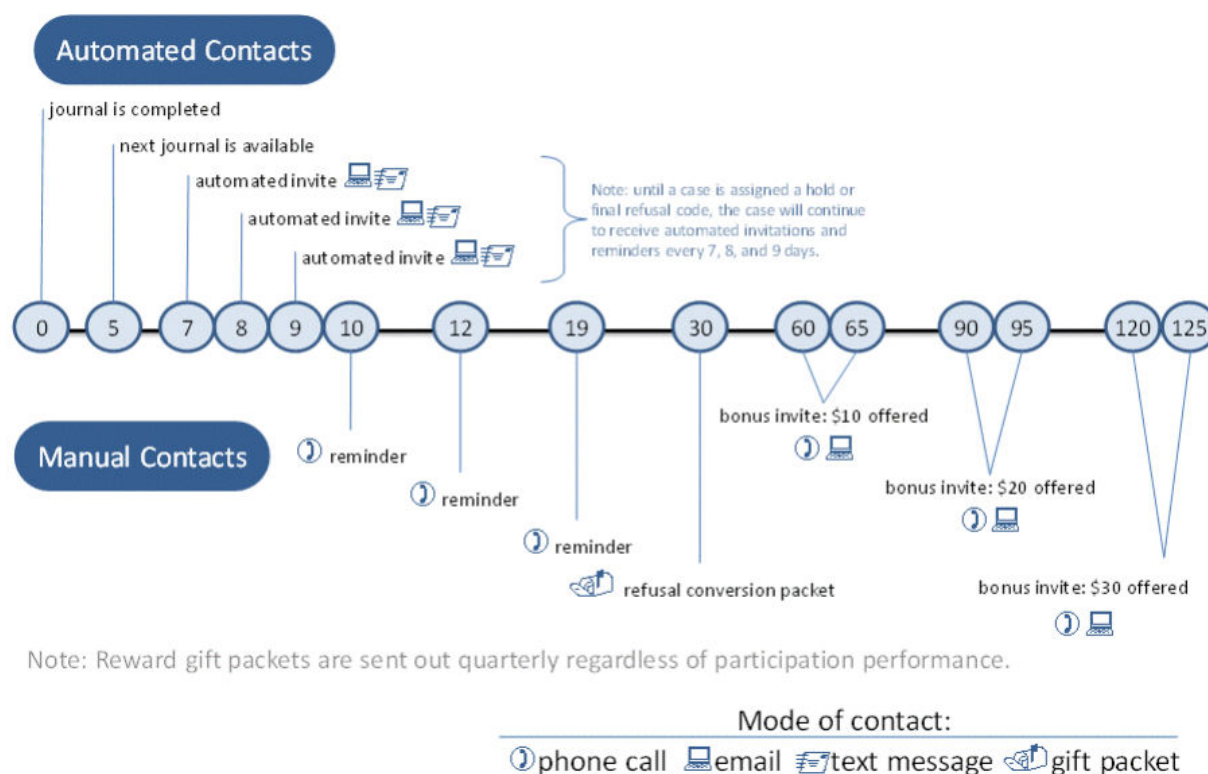 Automated Contacts
journal is completed
next journal is available
automated invite
automated invite
automated invite
Note: until a case is assigned a hold or
final refusal code, the case will continue
to receive automated invitations and
reminders every 7, 8, and 9 days.
0 5 7 8 9 10 12 19 30 60 65 90 95 120 125
Manual Contacts
reminder
reminder
reminder
refusal conversion packet
bonus invite: $10 offered
bonus invite: $20 offered
bonus invite: $30 offered
Note: Reward gift packets are sent out quarterly regardless of participation performance.
Mode of contact:
phone call email text message gift packet